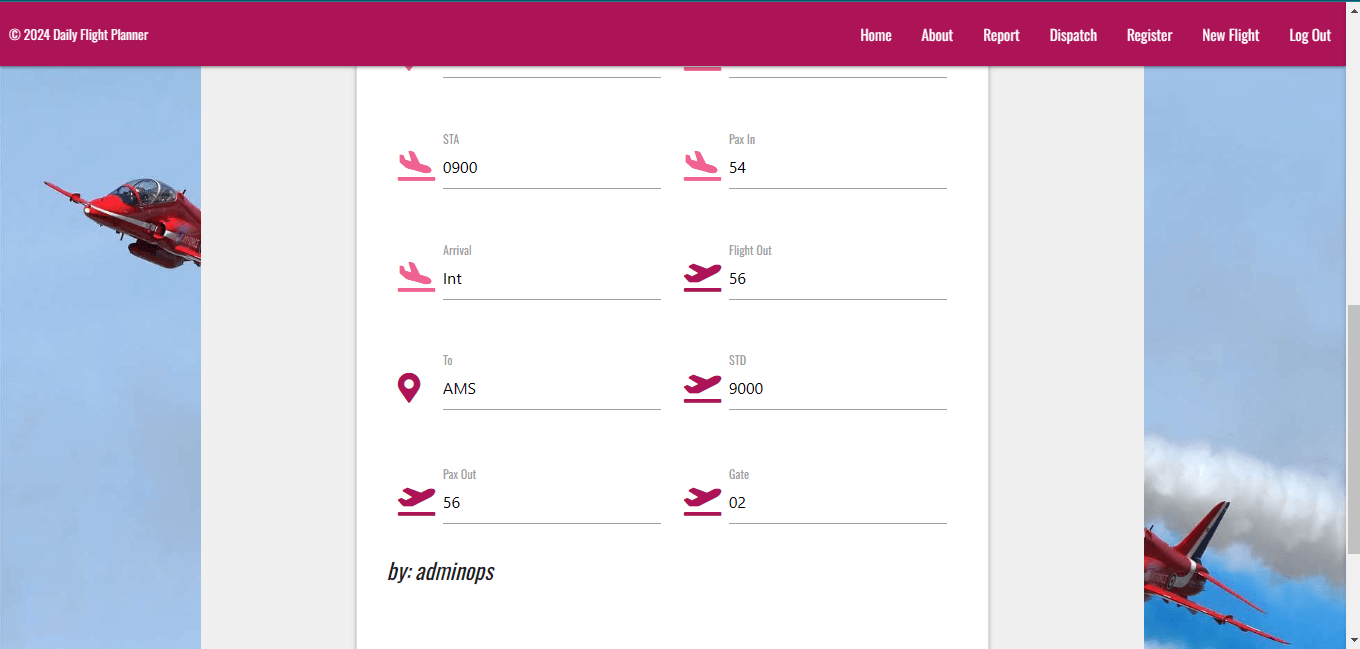 © 2024 Daily Flight Planner
Home About Report Dispatch Register New Flight Log Out
STA
0900
Pax In
54
Arrival
Int
Flight Out
56
To
AMS
STD
9000
Pax Out
56
Gate
02
by: adminops